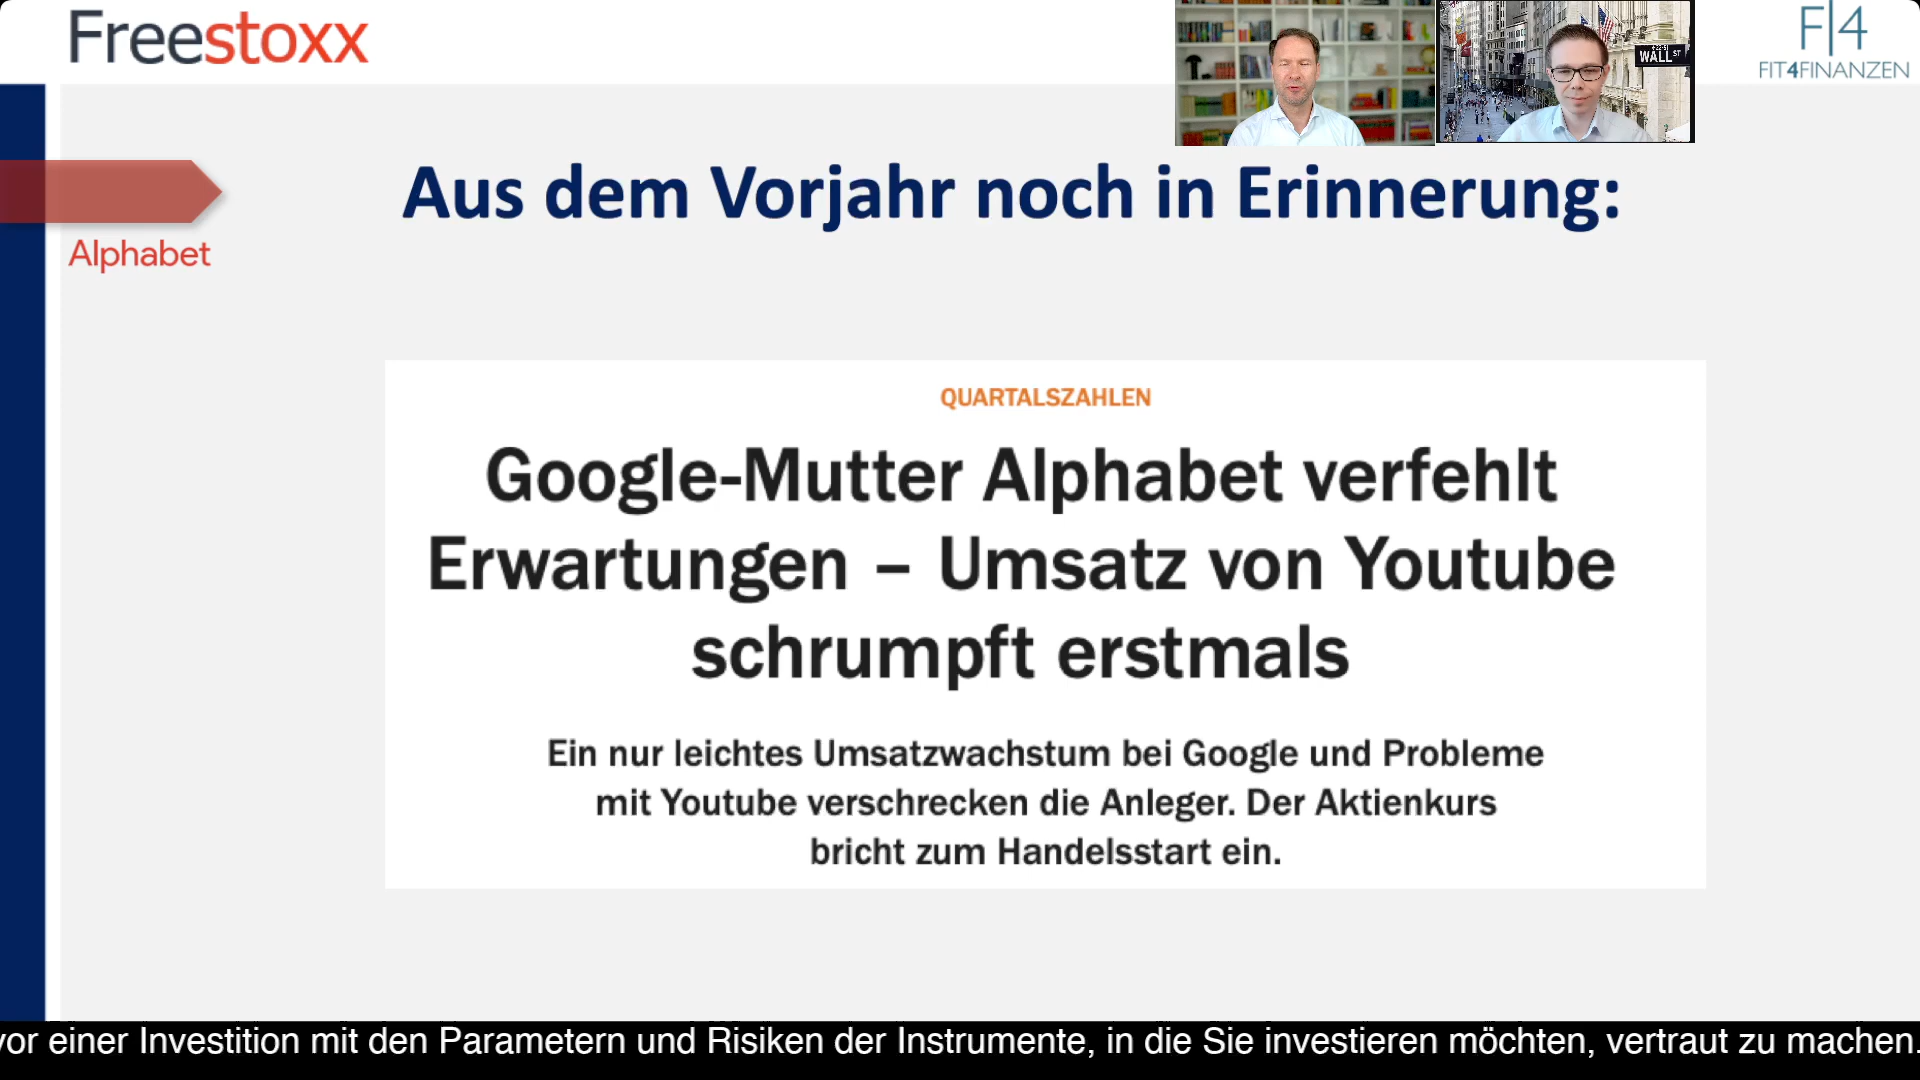 Freestoxx
WALL ST
F|4
FIT4FINANZEN
Aus dem Vorjahr noch in Erinnerung:
Alphabet
QUARTALSZAHLEN
Google-Mutter Alphabet verfehlt
Erwartungen – Umsatz von Youtube
schrumpft erstmals
Ein nur leichtes Umsatzwachstum bei Google und Probleme
mit Youtube verschrecken die Anleger. Der Aktienkurs
bricht zum Handelsstart ein.
vor einer Investition mit den Parametern und Risiken der Instrumente, in die Sie investieren möchten, vertraut zu machen.